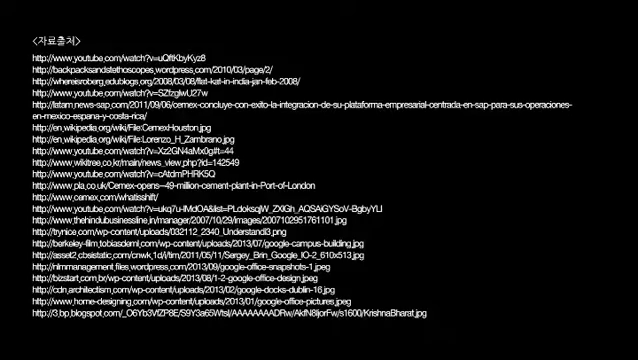 <자료출처>
http://www.youtube.com/watch?v=uQftKbyKyz8
http://backpacksandstethoscopes.wordpress.com/2010/03/page/2/
http://whereisroberg.edublogs.org/2008/03/08/flat-kat-in-india-jan-feb-2008/
http://www.youtube.com/watch?v=SZfzglwU27w
http://latam.news-sap.com/2011/09/06/cemex-concluye-con-exito-la-integracion-de-su-plataforma-empresarial-centrada-en-sap-para-sus-operaciones-
en-mexico-espana-y-costa-rica/
http://en.wikipedia.org/wiki/File:CemexHouston.jpg
http://en.wikipedia.org/wiki/File:Lorenzo_H_Zambrano.jpg
http://www.youtube.com/watch?v=Xz2GN4aMx0g#t=44
http://www.wikitree.co.kr/main/news_view.php?id=142549
http://www.youtube.com/watch?v=cAtdmPHRK5Q
http://www.pla.co.uk/Cemex-opens--49-million-cement-plant-in-Port-of-London
http://www.cemex.com/whatisshift/
http://www.youtube.com/watch?v=ukq7u-IMdOA&list=PLdoksqjW_ZXlGh_AQSAiGYSoV-BgbyYLI
http://www.thehindubusinessline.in/manager/2007/10/29/images/2007102951761101.jpg
http://trynice.com/wp-content/uploads/032112_2340_Understandi3.png
http://berkeley-film.tobiasdeml.com/wp-content/uploads/2013/07/google-campus-building.jpg
http://asset2.cbsistatic.com/cnwk.1d/i/tim/2011/05/11/Sergey_Brin_Google_IO-2_610x513.jpg
http://nlmmanagement.files.wordpress.com/2013/09/google-office-snapshots-1.jpeg
http://bizstart.com.br/wp-content/uploads/2013/08/1-2-google-office-design.jpeg
http://cdn.architectism.com/wp-content/uploads/2013/02/google-docks-dublin-16.jpg
http://www.home-designing.com/wp-content/uploads/2013/01/google-office-pictures.jpeg
http://3.bp.blogspot.com/_O6Yb3VfZP8E/S9Y3a65WtsI/AAAAAAAADRw/AkfN8IjorFw/s1600/KrishnaBharat.jpg